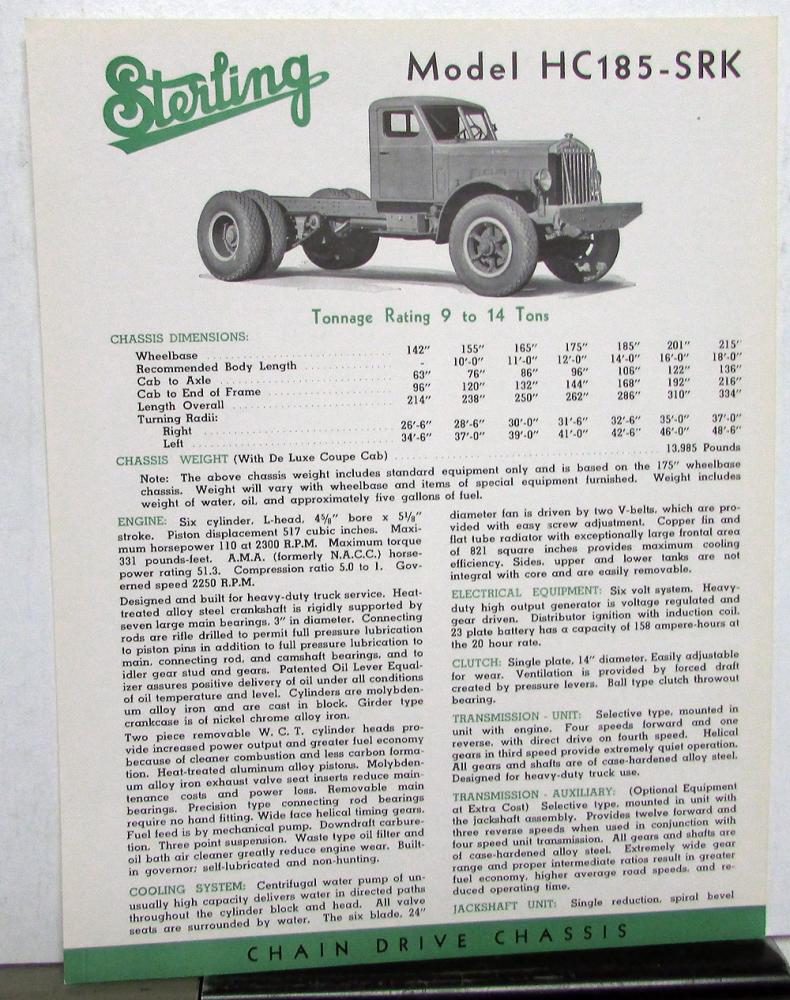 Sterling
Model HC185-SRK
Tonnage Rating 9 to 14 Tons
CHASSIS DIMENSIONS:
Wheelbase 142" 155" 165" 175" 185" 201" 215"
Recommended Body Length - 10'-0" 11'-0" 12'-0" 14'-0" 16'-0" 18'-0"
Cab to Axle 63" 76" 86" 96" 106" 122" 136"
Cab to End of Frame 96" 120" 132" 144" 168" 192" 216"
Length Overall 214" 238" 250" 262" 286" 310" 334"
Turning Radii:
Right 26'-6" 28'-6" 30'-0" 31'-6" 32'-6" 35'-0" 37'-0"
Left 34'-6" 37'-0" 39'-0" 41'-0" 42'-6" 46'-0" 48'-6"
CHASSIS WEIGHT (With De Luxe Coupe Cab) 13,985 Pounds
Note: The above chassis weight includes standard equipment only and is based on the 175" wheelbase
chassis. Weight will vary with wheelbase and items of special equipment furnished. Weight includes
weight of water, oil, and approximately five gallons of fuel.
ENGINE: Six cylinder, L-head, 4⅝" bore x 5⅛"
stroke. Piston displacement 517 cubic inches. Maxi-
mum horsepower 110 at 2300 R.P.M. Maximum torque
331 pounds-feet. A.M.A. (formerly N.A.C.C.) horse-
power rating 51.3. Compression ratio 5.0 to 1. Gov-
erned speed 2250 R.P.M.
Designed and built for heavy-duty truck service. Heat-
treated alloy steel crankshaft is rigidly supported by
seven large main bearings, 3" in diameter. Connecting
rods are rifle drilled to permit full pressure lubrication
to piston pins in addition to full pressure lubrication to
main, connecting rod, and camshaft bearings, and to
idler gear stud and gears. Patented Oil Lever Equal-
izer assures positive delivery of oil under all conditions
of oil temperature and level. Cylinders are molybden-
um alloy iron and are cast in block. Girder type
crankcase is of nickel chrome alloy iron.
Two piece removable W. C. T. cylinder heads pro-
vide increased power output and greater fuel economy
because of cleaner combustion and less carbon forma-
tion. Heat-treated aluminum alloy pistons. Molybden-
um alloy iron exhaust valve seat inserts reduce main-
tenance costs and power loss. Removable main
bearings. Precision type connecting rod bearings
require no hand fitting. Wide face helical timing gears.
Fuel feed is by mechanical pump. Downdraft carbure-
tion. Three point suspension. Waste type oil filter and
oil bath air cleaner greatly reduce engine wear. Built-
in governor; self-lubricated and non-hunting.
COOLING SYSTEM: Centrifugal water pump of un-
usually high capacity delivers water in directed paths
throughout the cylinder block and head. All valve
seats are surrounded by water. The six blade, 24"
diameter fan is driven by two V-belts, which are pro-
vided with easy screw adjustment. Copper fin and
flat tube radiator with exceptionally large frontal area
of 821 square inches provides maximum cooling
efficiency. Sides, upper and lower tanks are not
integral with core and are easily removable.
ELECTRICAL EQUIPMENT: Six volt system. Heavy-
duty high output generator is voltage regulated and
gear driven. Distributor ignition with induction coil.
23 plate battery has a capacity of 158 ampere-hours at
the 20 hour rate.
CLUTCH: Single plate, 14" diameter. Easily adjustable
for wear. Ventilation is provided by forced draft
created by pressure levers. Ball type clutch throwout
bearing.
TRANSMISSION - UNIT: Selective type, mounted in
unit with engine. Four speeds forward and one
reverse, with direct drive on fourth speed. Helical
gears in third speed provide extremely quiet operation.
All gears and shafts are of case-hardened alloy steel.
Designed for heavy-duty truck use.
TRANSMISSION - AUXILIARY: (Optional Equipment
at Extra Cost) Selective type, mounted in unit with
the jackshaft assembly. Provides twelve forward and
three reverse speeds when used in conjunction with
four speed unit transmission. All gears and shafts are
of case-hardened alloy steel. Extremely wide gear
range and proper intermediate ratios result in greater
fuel economy, higher average road speeds, and re-
duced operating time.
JACKSHAFT UNIT: Single reduction, spiral bevel
CHAIN DRIVE CHASSIS